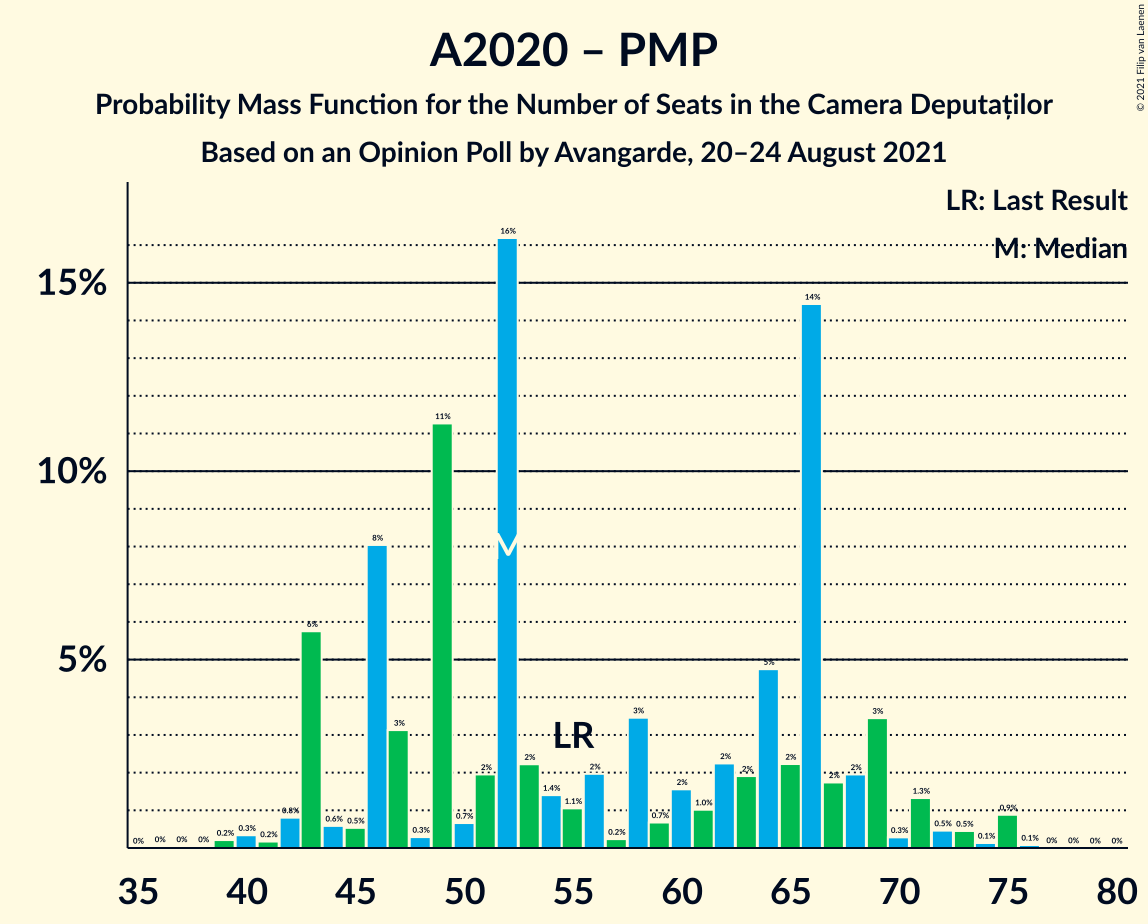 A2020 – PMP
Probability Mass Function for the Number of Seats in the Camera Deputaților
Based on an Opinion Poll by Avangarde, 20–24 August 2021
© 2021 Filip van Laenen
LR: Last Result
M: Median
15%
10%
5%
0% 0% 0% 0% 0.2% 0.3% 0.2% 0.8% 6% 0.6% 0.5% 8% 3% 0.3% 11% 0.7% 2% 16% 2% 1.4% 1.1% 2% 0.2% 3% 0.7% 2% 1.0% 2% 2% 5% 2% 14% 2% 2% 3% 0.3% 1.3% 0.5% 0.5% 0.1% 0.9% 0.1% 0% 0% 0% 0%
M
LR
35 40 45 50 55 60 65 70 75 80